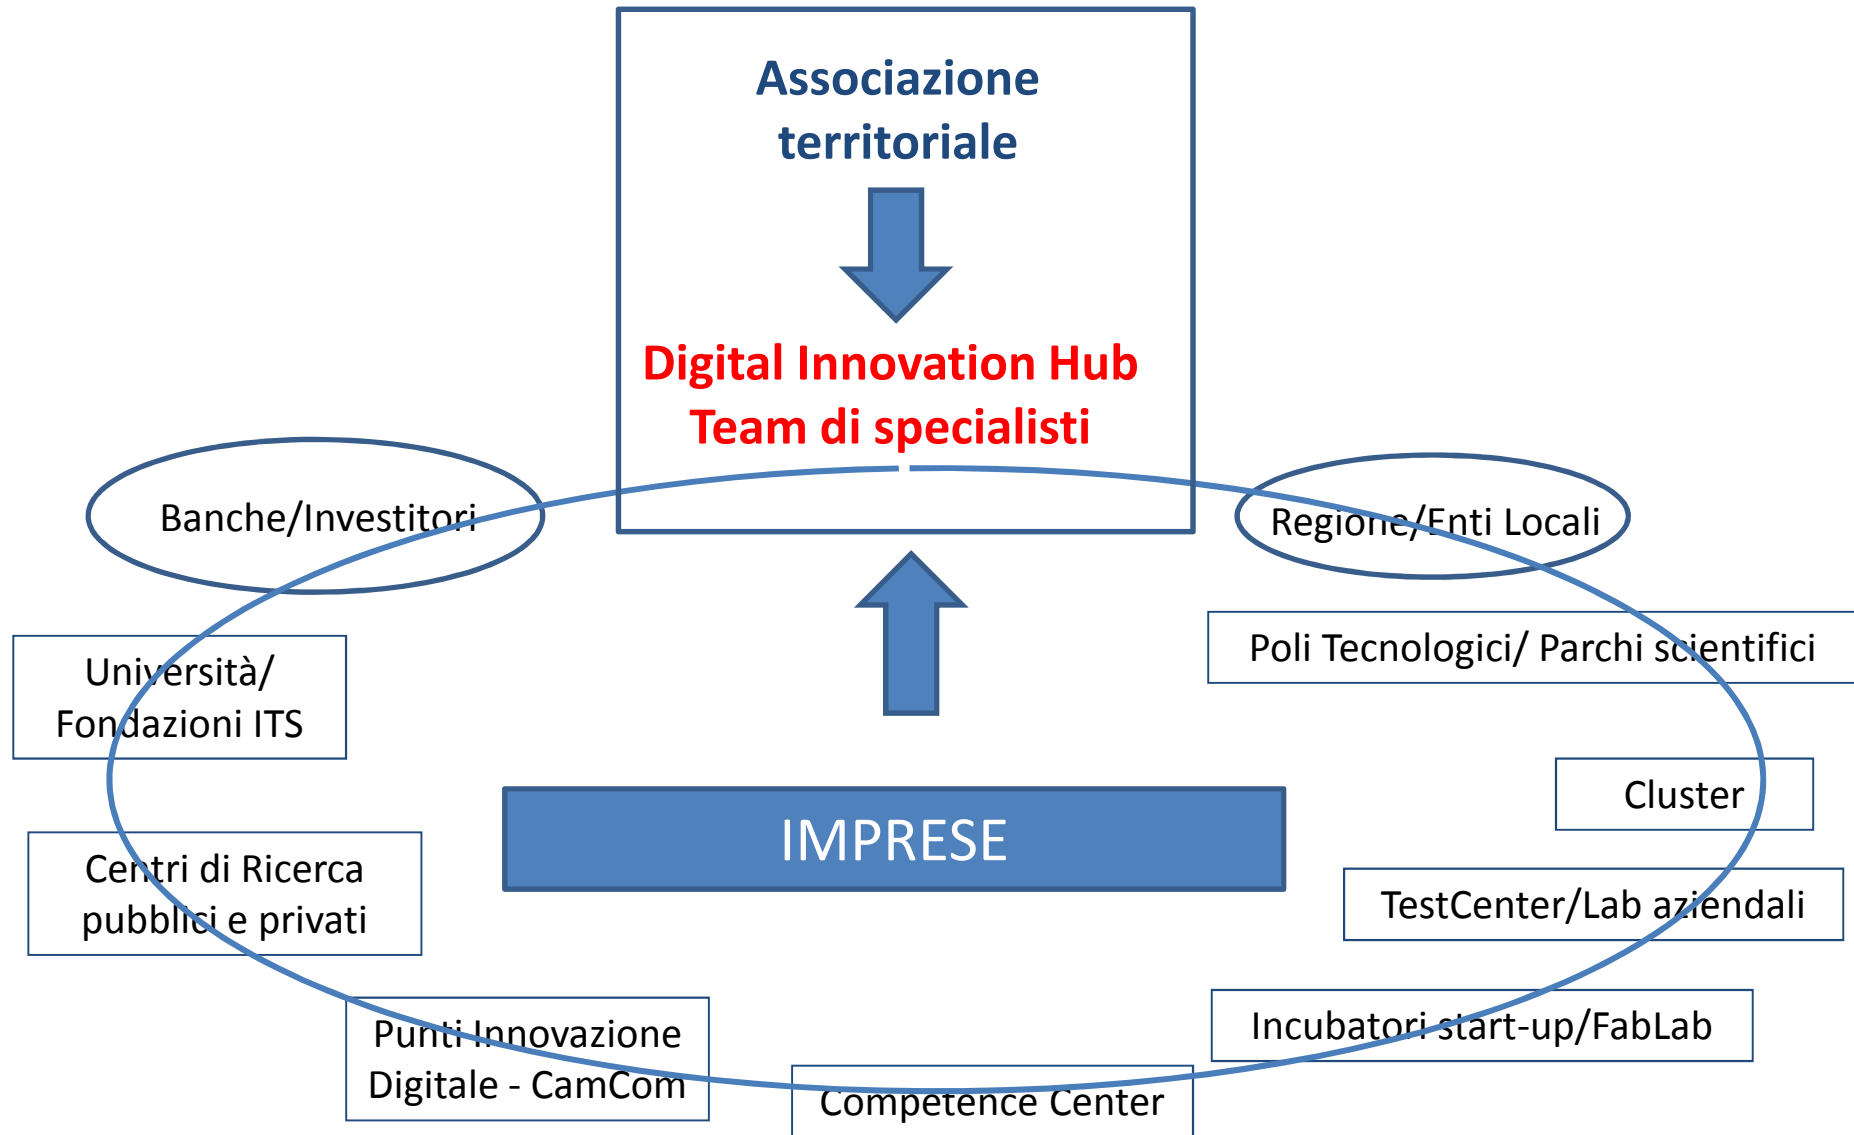 Associazione
territoriale
Digital Innovation Hub
Team di specialisti
Banche/Investitori
Regione/Enti Locali
Università/
Fondazioni ITS
Poli Tecnologici/ Parchi scientifici
Cluster
IMPRESE
Centri di Ricerca
pubblici e privati
TestCenter/Lab aziendali
Punti Innovazione
Digitale - CamCom
Incubatori start-up/FabLab
Competence Center